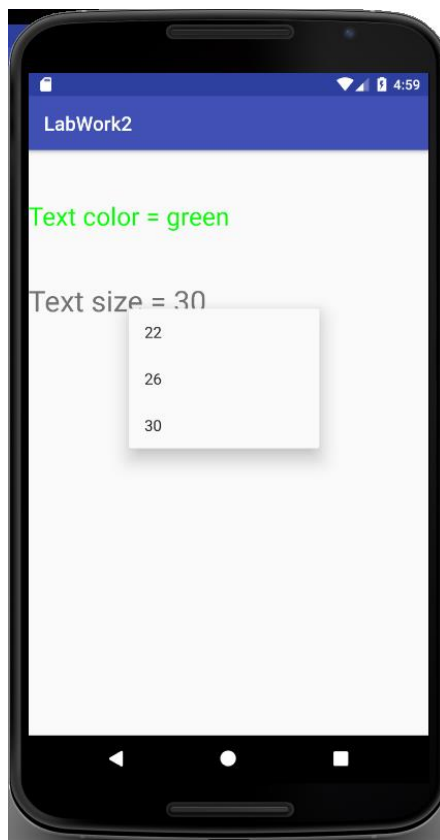 4:59
LabWork2
Text color = green
Text size = 30
22
26
30